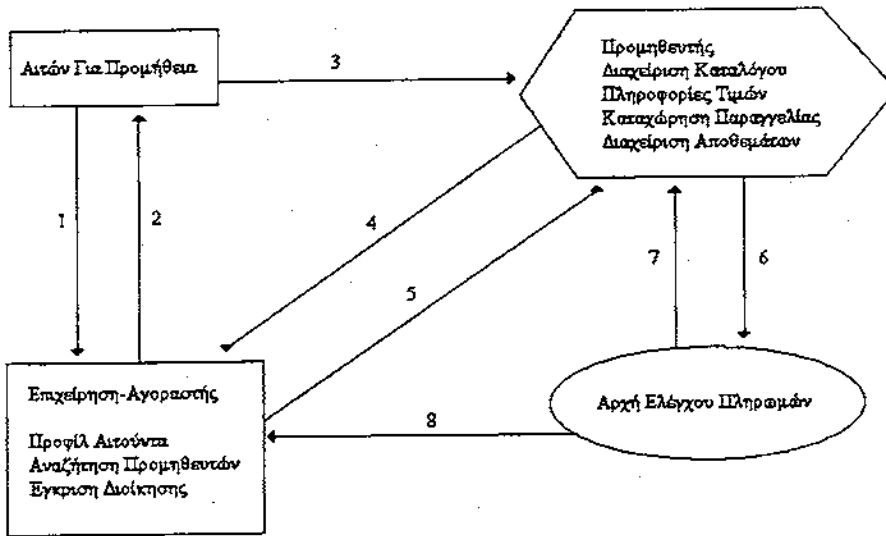 Αιτών Για Προμήθεια
3
Προμηθευτής
Διαχείριση Καταλόγου
Πληροφορίες Τιμών
Καταχώρηση Παραγγελίας
Διαχείριση Αποθεμάτων
1
2
4
5
7
6
Επιχείρηση-Αγοραστής
Προφίλ Αιτούντα
Αναζήτηση Προμηθευτών
Έγκριση Διοίκησης
8
Αρχή Ελέγχου Πληρωμών